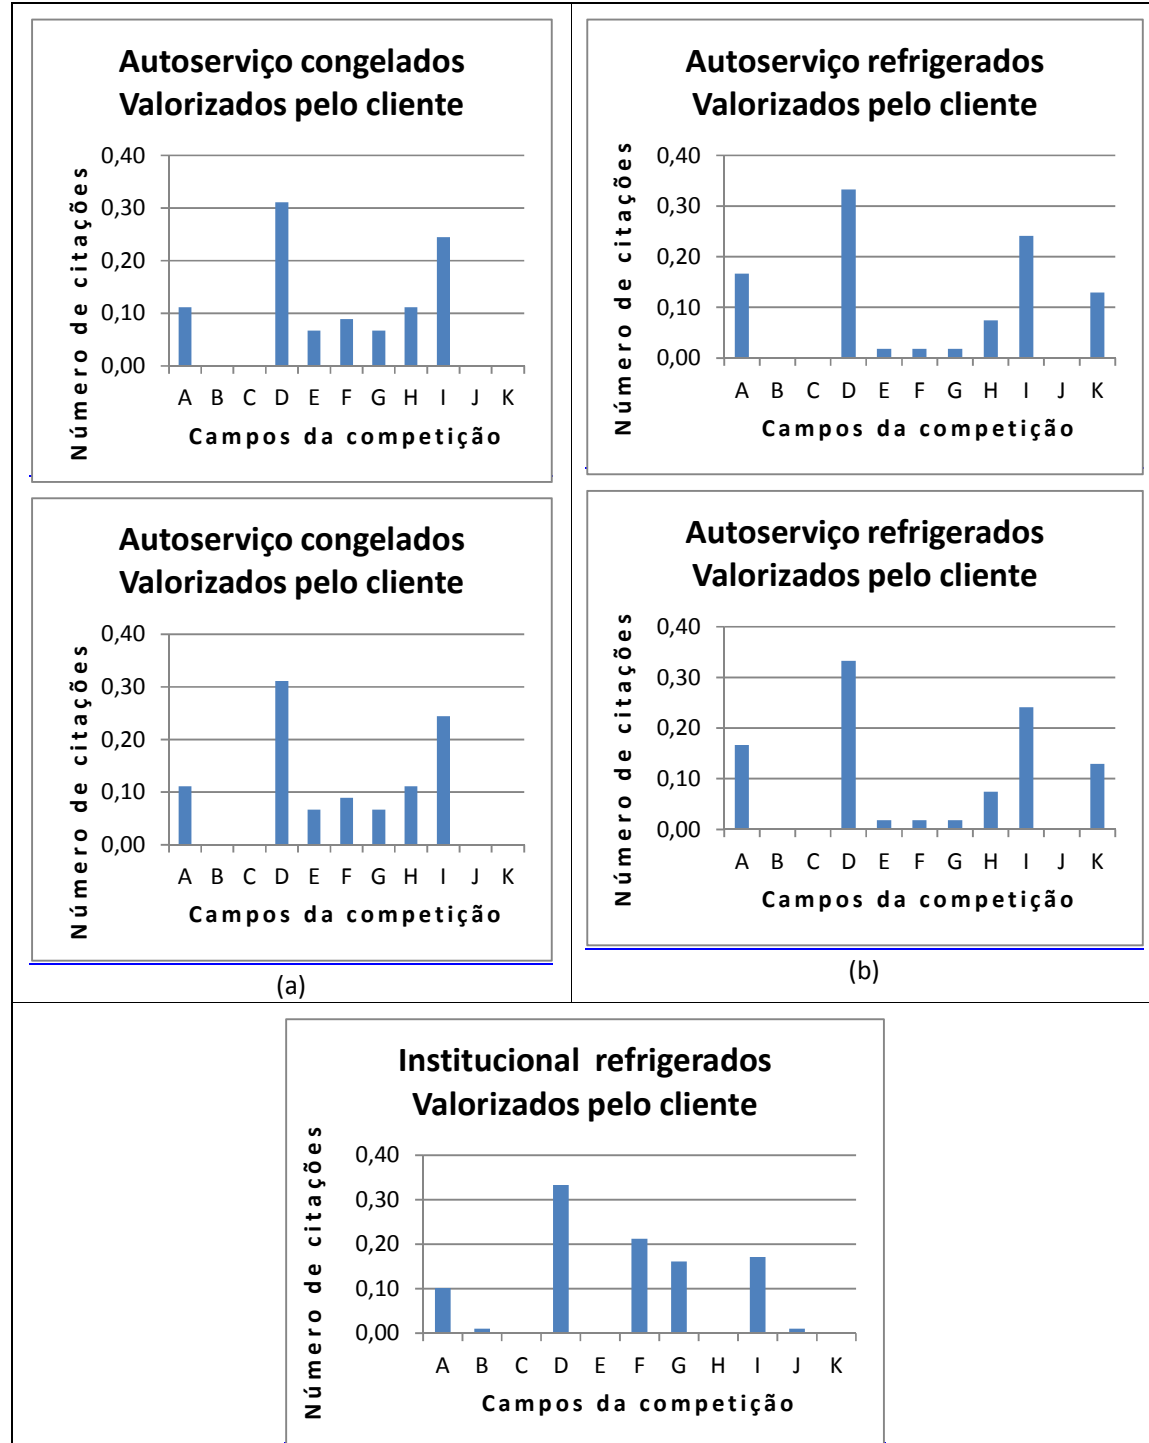 Autoserviço congelados
Valorizados pelo cliente
Número de citações
0,40
0,30
0,20
0,10
0,00
A B C D E F G H I J K
Campos da competição
Autoserviço refrigerados
Valorizados pelo cliente
Número de citações
0,40
0,30
0,20
0,10
0,00
A B C D E F G H I J K
Campos da competição
Autoserviço congelados
Valorizados pelo cliente
Número de citações
0,40
0,30
0,20
0,10
0,00
A B C D E F G H I J K
Campos da competição
(a)
Autoserviço refrigerados
Valorizados pelo cliente
Número de citações
0,40
0,30
0,20
0,10
0,00
A B C D E F G H I J K
Campos da competição
(b)
Institucional refrigerados
Valorizados pelo cliente
Número de citações
0,40
0,30
0,20
0,10
0,00
A B C D E F G H I J K
Campos da competição